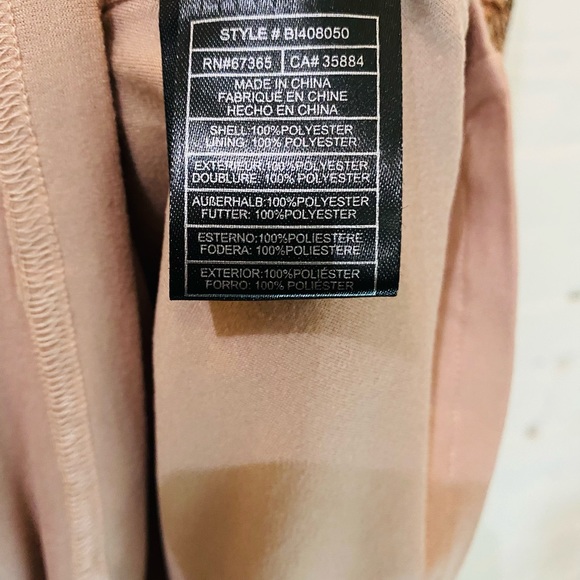 STYLE # BI408050
RN#67365 CA# 35884
MADE IN CHINA
FABRIQUE EN CHINE
HECHO EN CHINA
SHELL:100%POLYESTER
LINING: 100%POLYESTER
EXTÉRIEUR:100%POLYESTER
DOUBLURE: 100%POLYESTER
AUßERHALB:100%POLYESTER
FUTTER: 100%POLYESTER
ESTERNO:100%POLIESTERE
FODERA: 100%POLIESTERE
EXTERIOR:100%POLIÉSTER
FORRO: 100% POLIÉSTER